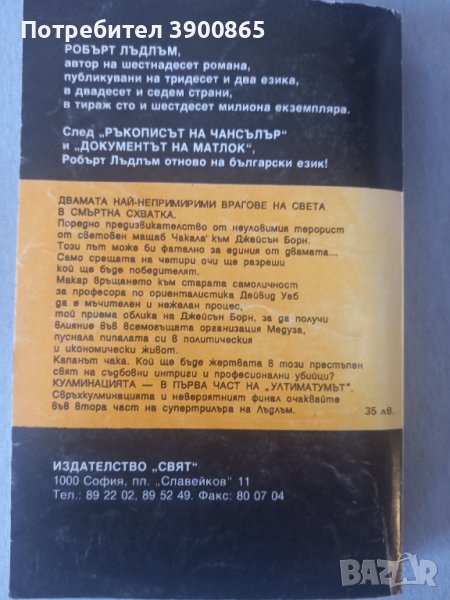 Потребител 3900865
РОБЪРТ ЛЪДЛЪМ,
автор на шестнадесет романа,
публикувани на тридесет и два езика,
в двадесет и седем страни,
в тираж сто и шестдесет милиона екземпляра.
След „РЪКОПИСЪТ НА ЧАНСЪЛЪР“
и „ДОКУМЕНТЪТ НА МАТЛОК“,
Робърт Лъдлъм отново на български език!
ДВАМАТА НАЙ-НЕПРИМИРИМИ ВРАГОВЕ НА СВЕТА
В СМЪРТНА СХВАТКА.
Поредно предизвикателство от неуловимия терорист
от световен мащаб Чакала към Джейсън Борн.
Този път може би фатално за единия от двамата...
Само срещата на четири очи ще разреши
кой ще бъде победителят.
Макар връщането към старата самоличност
за професора по ориенталистика Дейвид Уеб
да е мъчителен и нежелан процес,
той приема облика на Джейсън Борн, за да получи
влияние във всемогъщата организация Медуза,
пуснала пипалата си в политическия
и икономически живот.
Капанът чака. Кой ще бъде жертвата в този престъпен
свят на съдбовни интриги и професионални убийци?
КУЛМИНАЦИЯТА — В ПЪРВА ЧАСТ НА „УЛТИМАТУМЪТ“.
Свръхкулминацията и невероятният финал очаквайте
във втора част на супертрилъра на Лъдлъм.
35 лв.
ИЗДАТЕЛСТВО „СВЯТ“
1000 София, пл. „Славейков“ 11
Тел.: 89 22 02, 89 52 49. Факс: 80 07 04
BAZAR
.bg